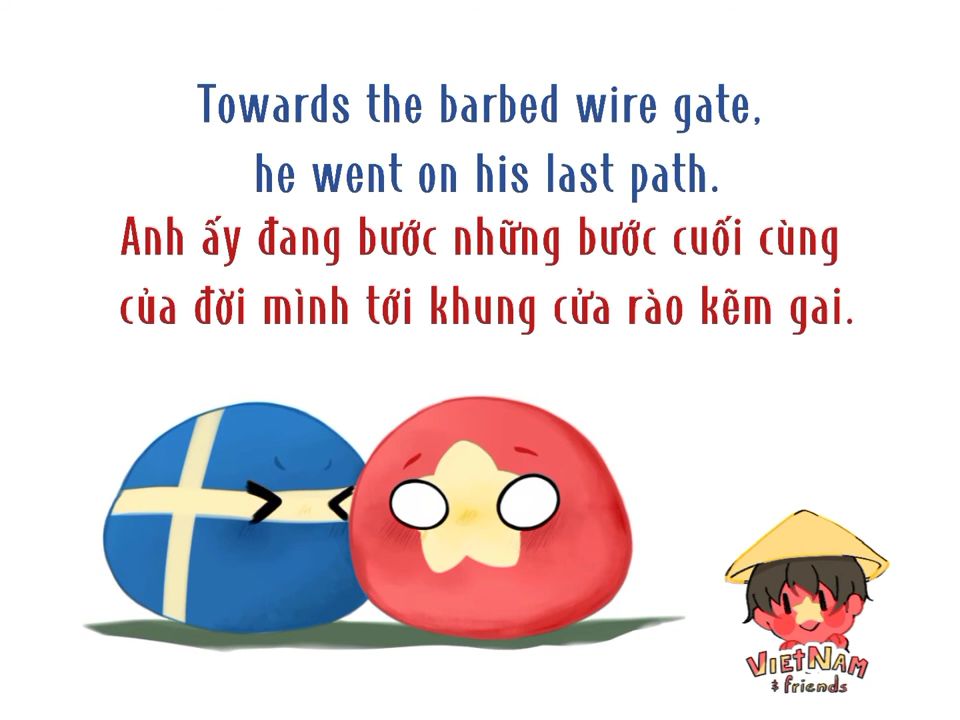 Towards the barbed wire gate,
he went on his last path.
Anh ấy đang bước những bước cuối cùng
của đời mình tới khung cửa rào kẽm gai.
VIETNAM
& friends